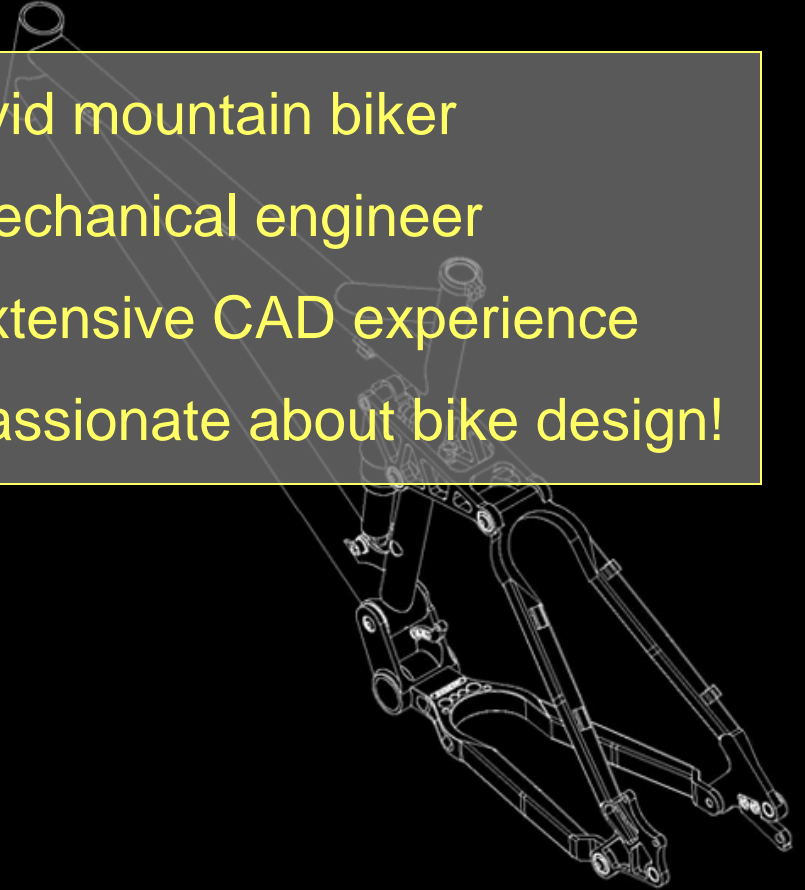 vid mountain biker
echanical engineer
xtensive CAD experience
assionate about bike design!